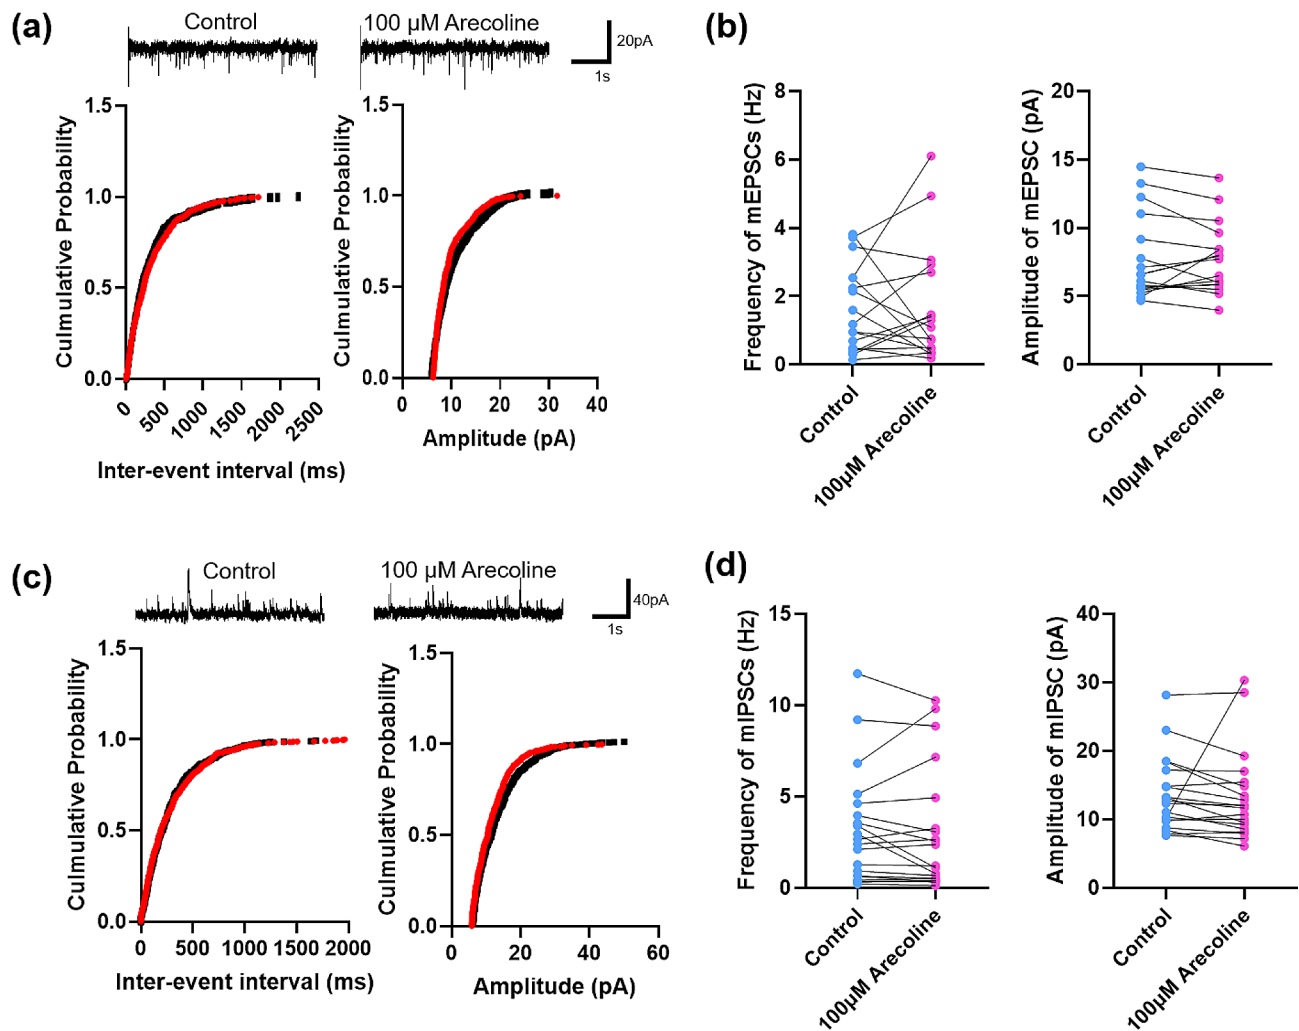 (a)
Control
100 µM Arecoline
20pA
1s
Culmulative Probability
1.5
1.0
0.5
0.0
0
500
1000
1500
2000
2500
Inter-event interval (ms)
Culmulative Probability
1.5
1.0
0.5
0.0
0
10
20
30
40
Amplitude (pA)
(b)
Frequency of mEPSCs (Hz)
8
6
4
2
0
Control
100µM Arecoline
Amplitude of mEPSC (pA)
20
15
10
5
0
Control
100µM Arecoline
(c)
Control
100 µM Arecoline
40pA
1s
Culmulative Probability
1.5
1.0
0.5
0.0
0
500
1000
1500
2000
Inter-event interval (ms)
Culmulative Probability
1.5
1.0
0.5
0.0
0
20
40
60
Amplitude (pA)
(d)
Frequency of mIPSCs (Hz)
15
10
5
0
Control
100µM Arecoline
Amplitude of mIPSC (pA)
40
30
20
10
0
Control
100µM Arecoline